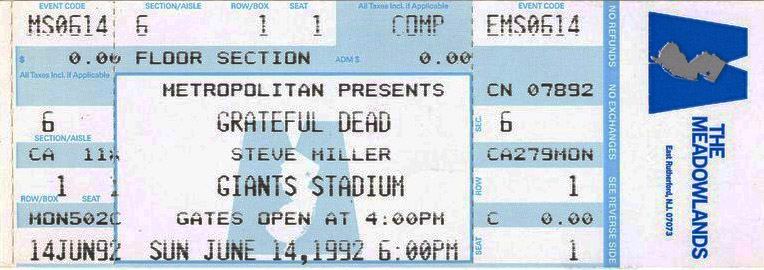 EVENT CODE SECTION/AISLE ROW/BOX SEAT All Taxes Incl. if Applicable EVENT CODE
MS0614 6 1 1 COMP EMS0614
$ 0.00 FLOOR SECTION ADM $ 0.00
All Taxes Incl. if Applicable
METROPOLITAN PRESENTS CN 07892
6 GRATEFUL DEAD SEC. 6
SECTION/AISLE
CA 11X STEVE MILLER CA279MON
ROW/BOX SEAT
1 1 GIANTS STADIUM ROW 1
MON502C GATES OPEN AT 4:00PM C 0.00
14JUN92 SUN JUNE 14,1992 6:00PM SEAT 1
NO REFUNDS NO EXCHANGES SEE REVERSE SIDE
THE
MEADOWLANDS
East Rutherford, N.J. 07073